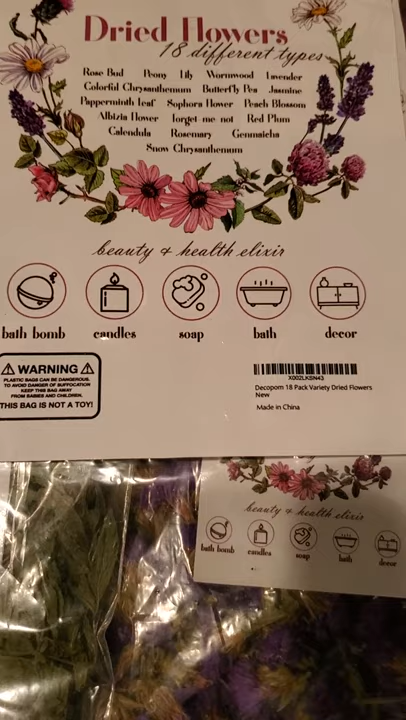 Dried Flowers
18 different types
Rose Bud Peony Lily Wormwood Lavender
Colorful Chrysanthemum Butterfly Pea Jasmine
Papperminth leaf Sophora flower Peach Blossom
Albizia flower forget me not Red Plum
Calendula Rosemary Genmaicha
Snow Chrysanthemum
beauty & health elixir
bath bomb candles soap bath decor
WARNING
PLASTIC BAGS CAN BE DANGEROUS.
TO AVOID DANGER OF SUFFOCATION
KEEP THIS BAG AWAY
FROM BABIES AND CHILDREN.
THIS BAG IS NOT A TOY!
X002LKSN43
Decopom 18 Pack Variety Dried Flowers
New
Made in China
beauty & health elixir
bath bomb candles soap bath decor